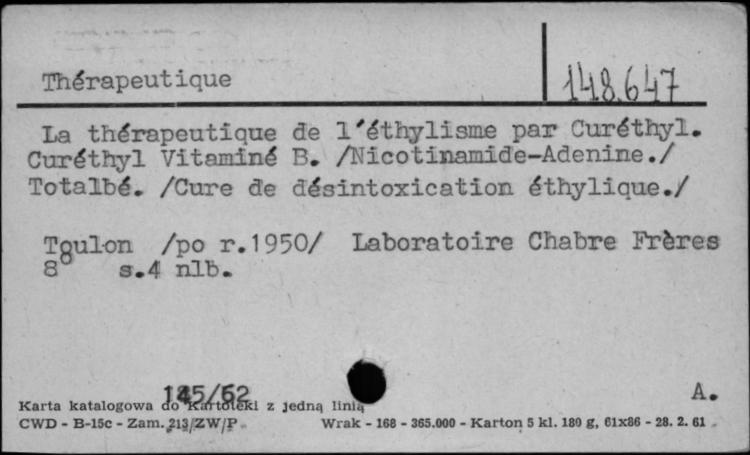 Thérapeutique
148.647
La thérapeutique de l'éthylisme par Curéthyl.
Curéthyl Vitaminé B. /Nicotinamide-Adenine./
Totalbé. /Cure de désintoxication éthylique./
Toulon /po r.1950/ Laboratoire Chabre Frères
8° s.4 nlb.
145/62
A.
Karta katalogowa do Kartoteki z jedną linią
CWD - B-15c - Zam. 213/ZW/P Wrak - 168 - 365.000 - Karton 5 kl. 180 g, 61x86 - 28. 2. 61